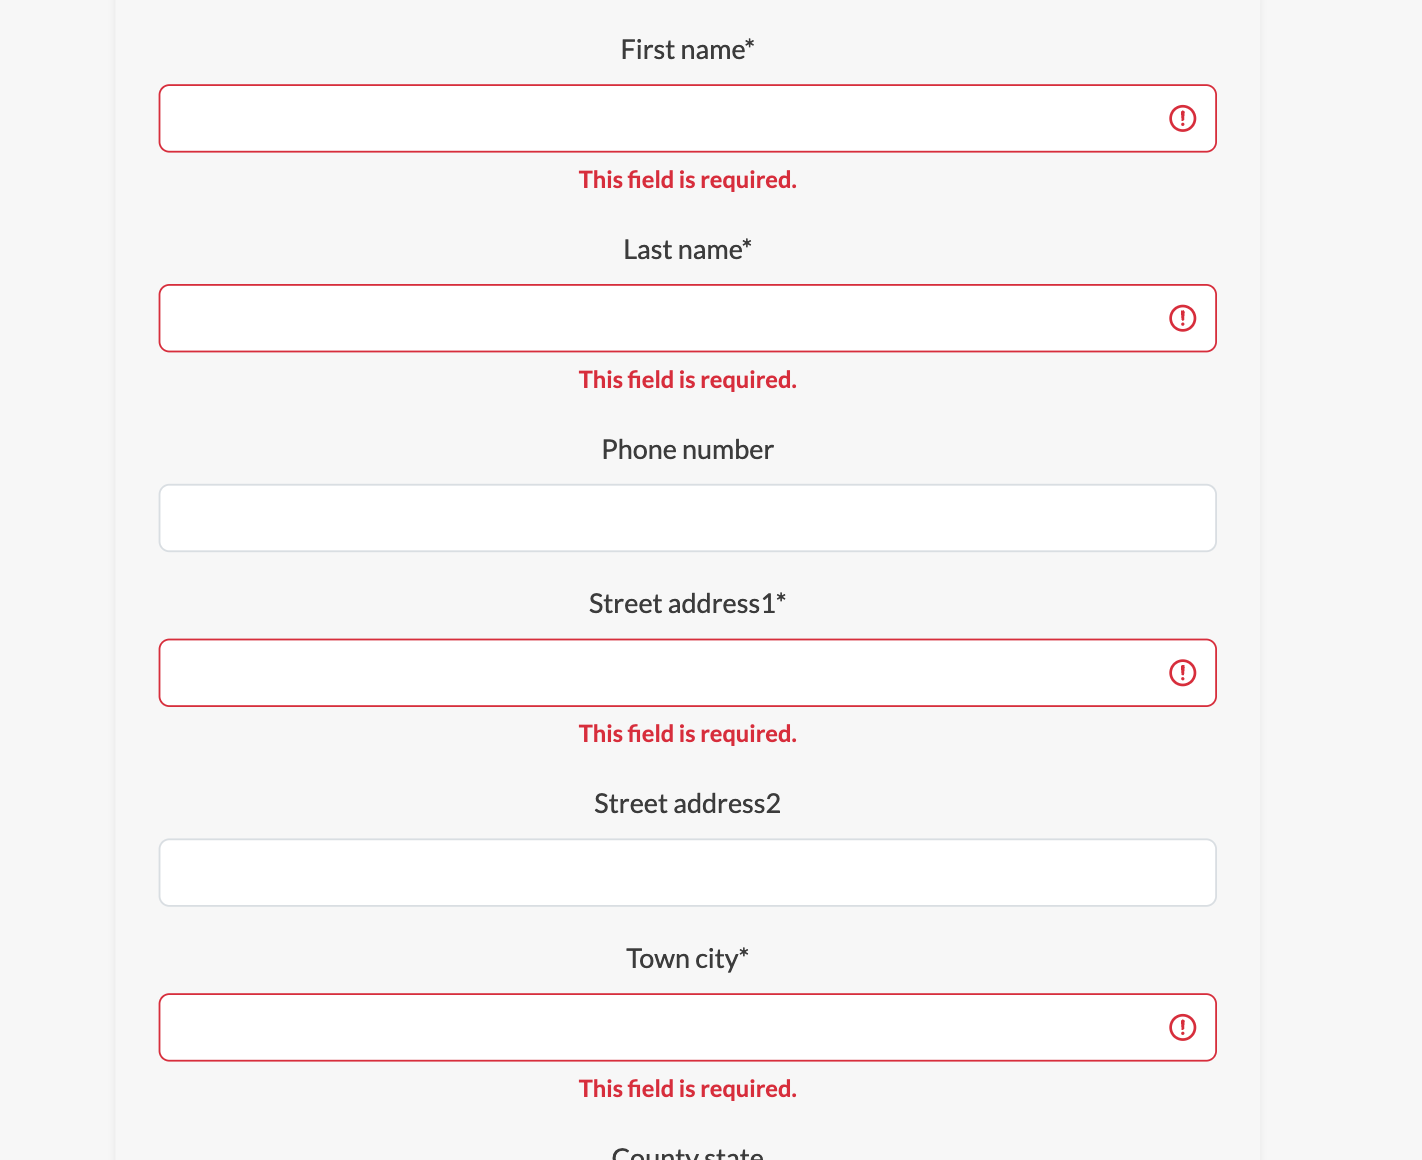 First name*
This field is required.
Last name*
This field is required.
Phone number
Street address1*
This field is required.
Street address2
Town city*
This field is required.
County state